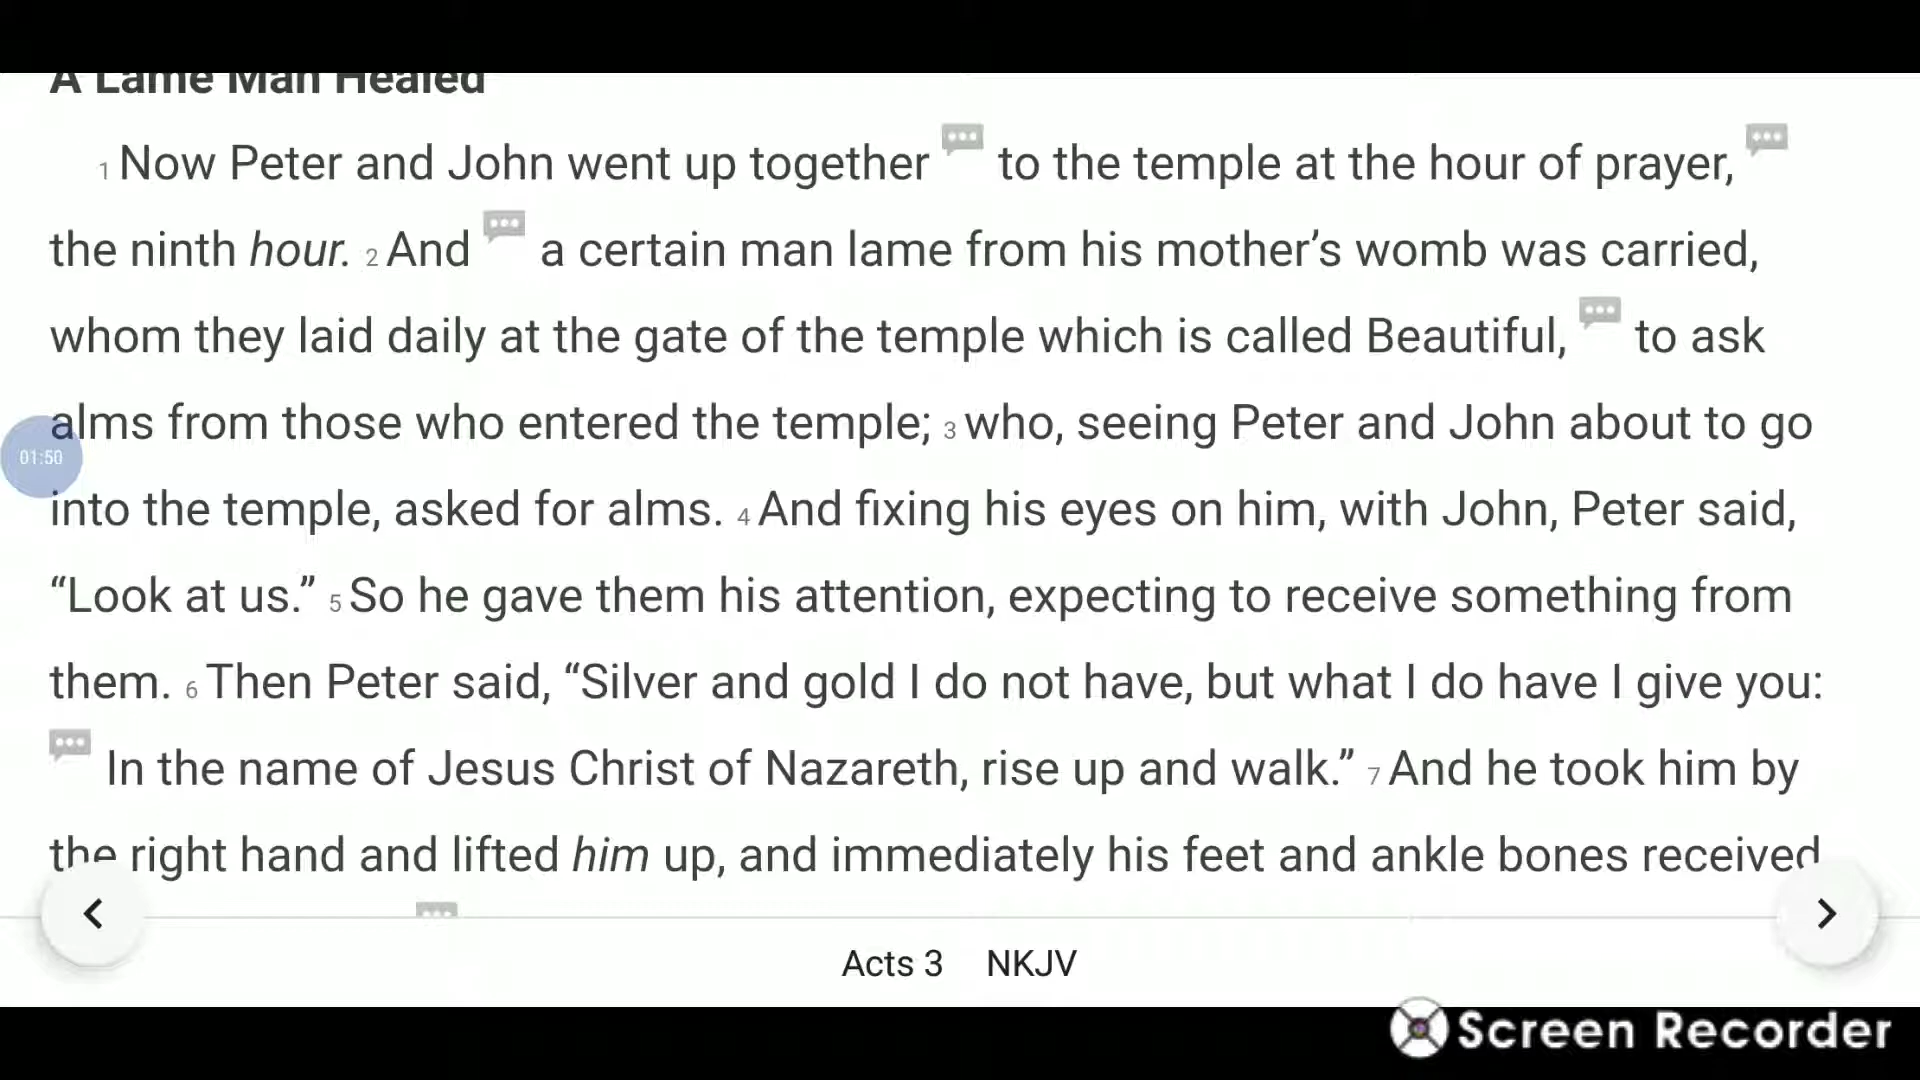 A Lame Man Healed
1 Now Peter and John went up together to the temple at the hour of prayer,
the ninth hour. 2 And a certain man lame from his mother’s womb was carried,
whom they laid daily at the gate of the temple which is called Beautiful, to ask
alms from those who entered the temple; 3 who, seeing Peter and John about to go
01:50
into the temple, asked for alms. 4 And fixing his eyes on him, with John, Peter said,
“Look at us.” 5 So he gave them his attention, expecting to receive something from
them. 6 Then Peter said, “Silver and gold I do not have, but what I do have I give you:
In the name of Jesus Christ of Nazareth, rise up and walk.” 7 And he took him by
the right hand and lifted him up, and immediately his feet and ankle bones received
Acts 3 NKJV
Screen Recorder